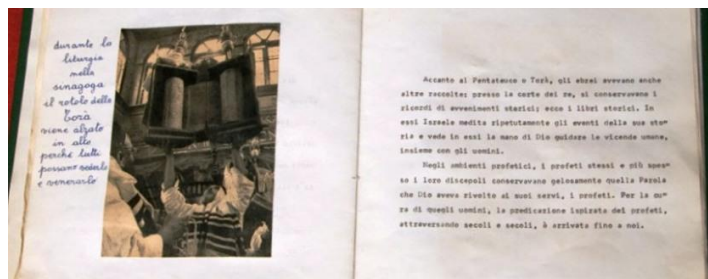 durante la
liturgia
nella
sinagoga
il rotolo della
Torà
viene alzato
in alto
perché tutti
possano vederlo
e venerarlo
Accanto al Pentateuco o Torà, gli ebrei avevano anche
altre raccolte; presso la corte dei re, si conservavano i
ricordi di avvenimenti storici; ecco i libri storici. In
essi Israele medita ripetutamente gli eventi della sua sto-
ria e vede in essi la mano di Dio guidare le vicende umane,
insieme con gli uomini.
Negli ambienti profetici, i profeti stessi e più spes-
so i loro discepoli conservavano gelosamente quella Parola
che Dio aveva rivolto ai suoi servi, i profeti. Per la cu-
ra di quegli uomini, la predicazione ispirata dei profeti,
attraversando secoli e secoli, è arrivata fino a noi.